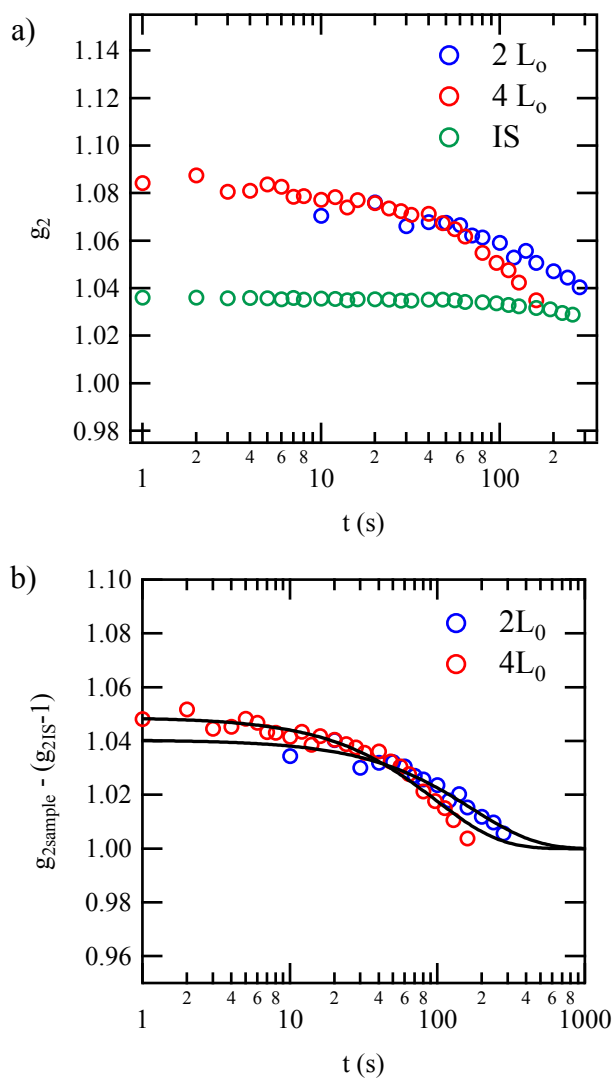 a)
1.14
1.12
1.10
1.08
1.06
1.04
1.02
1.00
0.98
g₂
2 Lₒ
4 Lₒ
IS
1 2 4 6 8 10 2 4 6 8 100 2
t (s)
b)
1.10
1.08
1.06
1.04
1.02
1.00
0.98
0.96
g₂sample - (g₂IS-1)
2L₀
4L₀
1 2 4 6 8 10 2 4 6 8 100 2 4 6 8 1000
t (s)